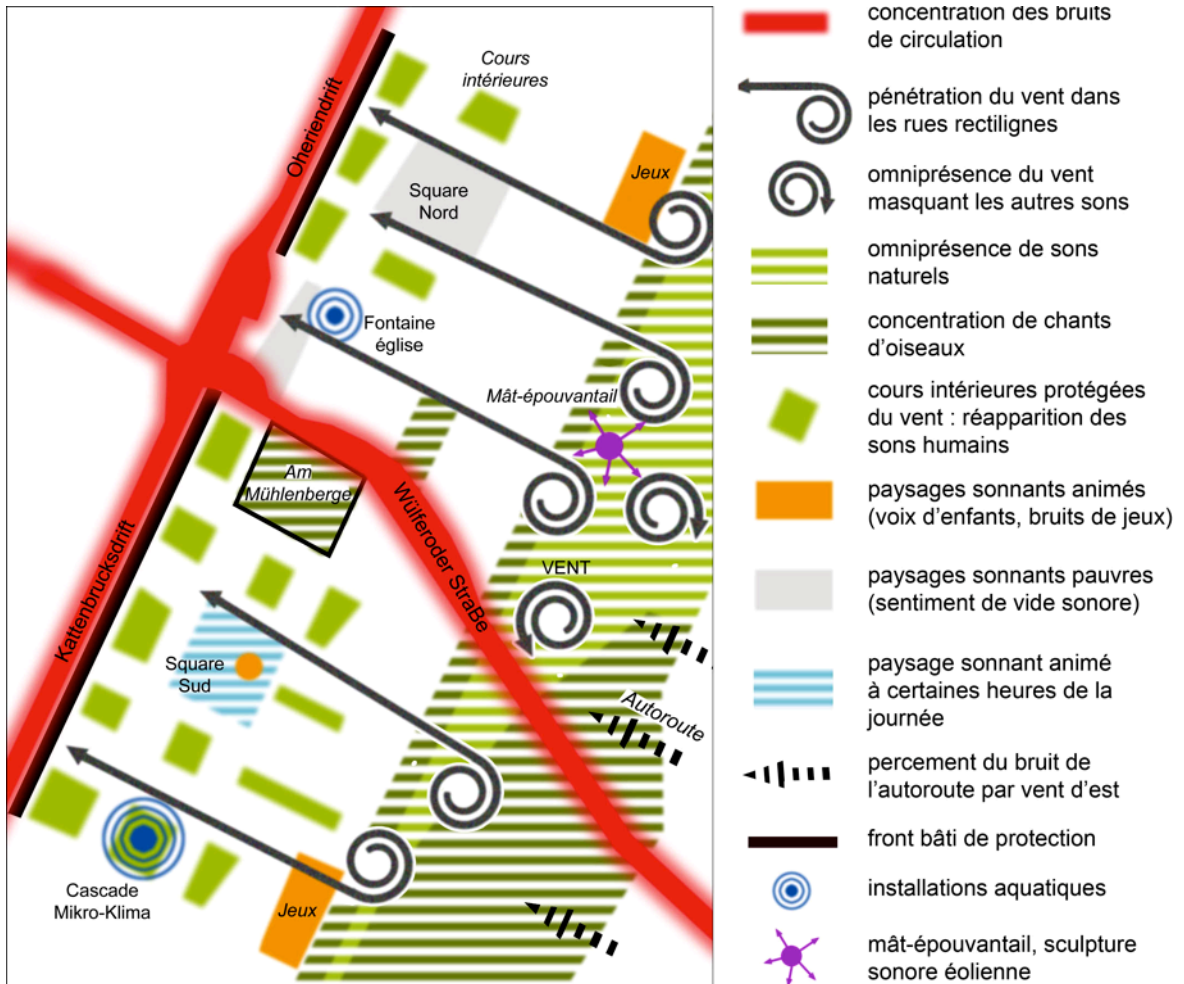 Cours
intérieures
Oheriendrift
Jeux
Square
Nord
Fontaine
église
Mât-épouvantail
Am
Mühlenberge
Wülferoder StraBe
VENT
Kattenbrucksdrift
Square
Sud
Autoroute
Cascade
Mikro-Klima
Jeux
concentration des bruits
de circulation
pénétration du vent dans
les rues rectilignes
omniprésence du vent
masquant les autres sons
omniprésence de sons
naturels
concentration de chants
d'oiseaux
cours intérieures protégées
du vent : réapparition des
sons humains
paysages sonnants animés
(voix d'enfants, bruits de jeux)
paysages sonnants pauvres
(sentiment de vide sonore)
paysage sonnant animé
à certaines heures de la
journée
percement du bruit de
l'autoroute par vent d'est
front bâti de protection
installations aquatiques
mât-épouvantail, sculpture
sonore éolienne